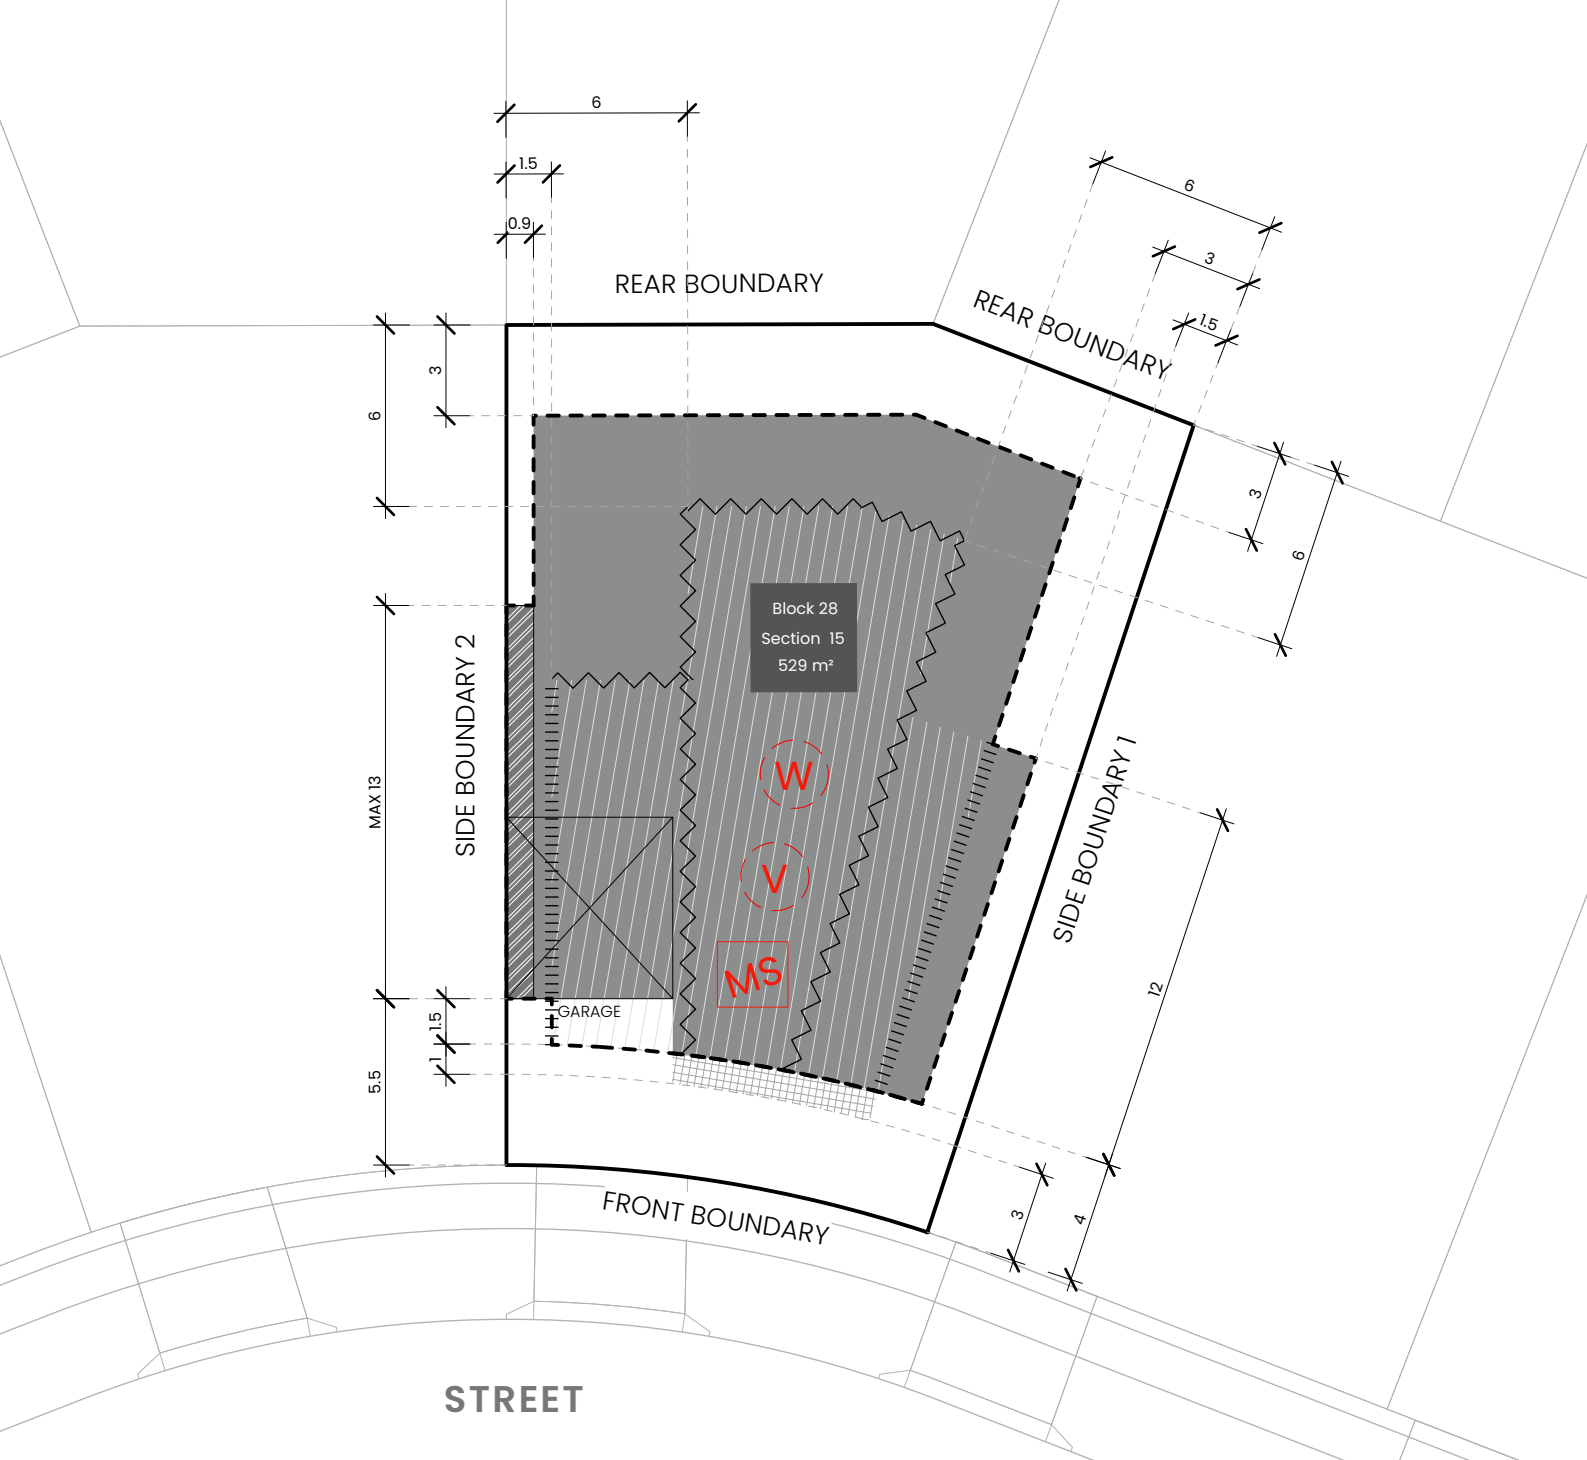 6
1.5
0.9
6
3
1.5
REAR BOUNDARY
REAR BOUNDARY
3
6
3
6
Block 28
Section 15
529 m²
SIDE BOUNDARY 2
MAX 13
SIDE BOUNDARY 1
W
V
MS
12
GARAGE
1.5
1
5.5
3
4
FRONT BOUNDARY
STREET